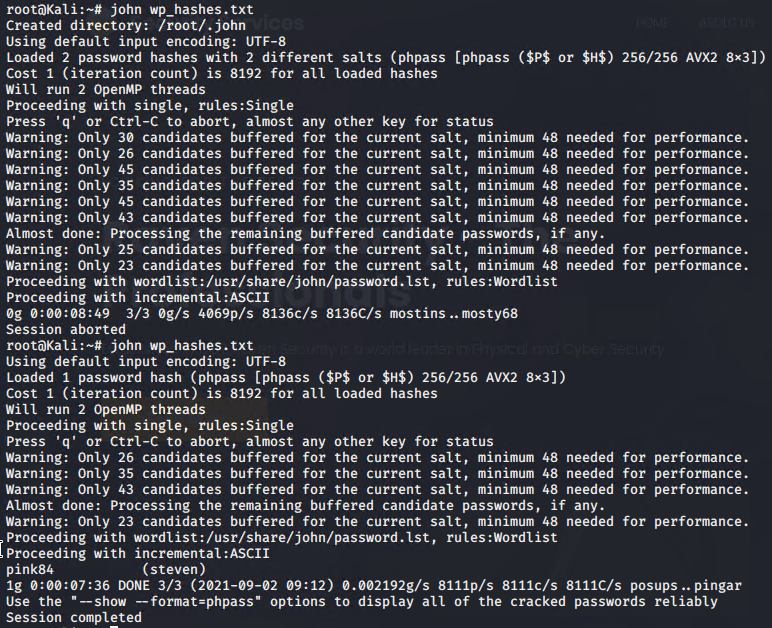 root@Kali:~# john wp_hashes.txt
Created directory: /root/.john
Using default input encoding: UTF-8
Loaded 2 password hashes with 2 different salts (phpass [phpass ($P$ or $H$) 256/256 AVX2 8×3])
Cost 1 (iteration count) is 8192 for all loaded hashes
Will run 2 OpenMP threads
Proceeding with single, rules:Single
Press 'q' or Ctrl-C to abort, almost any other key for status
Warning: Only 30 candidates buffered for the current salt, minimum 48 needed for performance.
Warning: Only 26 candidates buffered for the current salt, minimum 48 needed for performance.
Warning: Only 45 candidates buffered for the current salt, minimum 48 needed for performance.
Warning: Only 35 candidates buffered for the current salt, minimum 48 needed for performance.
Warning: Only 45 candidates buffered for the current salt, minimum 48 needed for performance.
Warning: Only 43 candidates buffered for the current salt, minimum 48 needed for performance.
Almost done: Processing the remaining buffered candidate passwords, if any.
Warning: Only 25 candidates buffered for the current salt, minimum 48 needed for performance.
Warning: Only 23 candidates buffered for the current salt, minimum 48 needed for performance.
Proceeding with wordlist:/usr/share/john/password.lst, rules:Wordlist
Proceeding with incremental:ASCII
0g 0:00:08:49  3/3 0g/s 4069p/s 8136c/s 8136C/s mostins..mosty68
Session aborted
root@Kali:~# john wp_hashes.txt
Using default input encoding: UTF-8
Loaded 1 password hash (phpass [phpass ($P$ or $H$) 256/256 AVX2 8×3])
Cost 1 (iteration count) is 8192 for all loaded hashes
Will run 2 OpenMP threads
Proceeding with single, rules:Single
Press 'q' or Ctrl-C to abort, almost any other key for status
Warning: Only 26 candidates buffered for the current salt, minimum 48 needed for performance.
Warning: Only 35 candidates buffered for the current salt, minimum 48 needed for performance.
Warning: Only 43 candidates buffered for the current salt, minimum 48 needed for performance.
Almost done: Processing the remaining buffered candidate passwords, if any.
Warning: Only 23 candidates buffered for the current salt, minimum 48 needed for performance.
Proceeding with wordlist:/usr/share/john/password.lst, rules:Wordlist
Proceeding with incremental:ASCII
pink84           (steven)
1g 0:00:07:36 DONE 3/3 (2021-09-02 09:12) 0.002192g/s 8111p/s 8111c/s 8111C/s posups..pingar
Use the "--show --format=phpass" options to display all of the cracked passwords reliably
Session completed